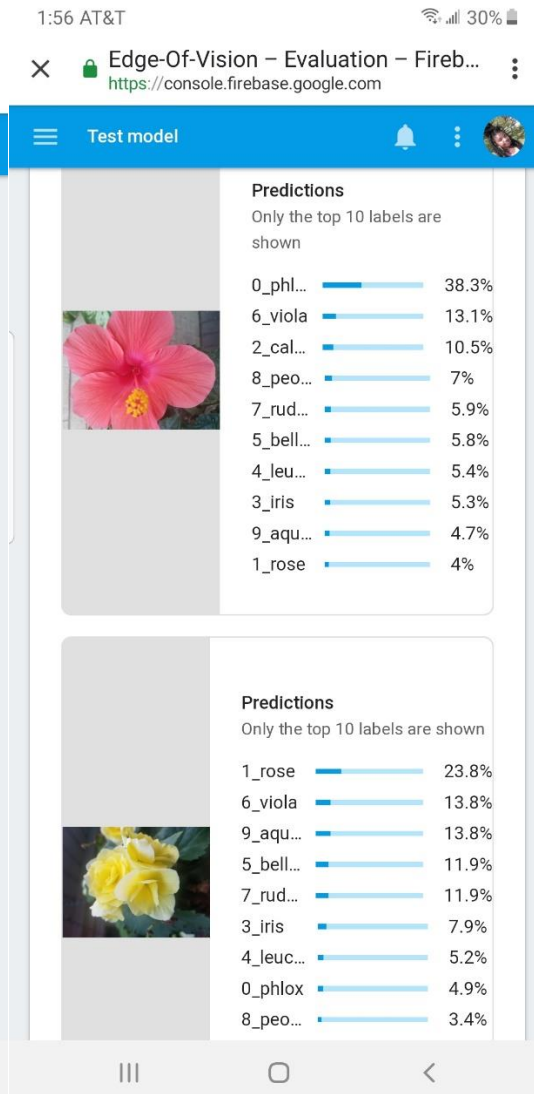 1:56 AT&T 30%
Edge-Of-Vision – Evaluation – Fireb...
https://console.firebase.google.com
Test model
Predictions
Only the top 10 labels are
shown
0_phl... 38.3%
6_viola 13.1%
2_cal... 10.5%
8_peo... 7%
7_rud... 5.9%
5_bell... 5.8%
4_leu... 5.4%
3_iris 5.3%
9_aqu... 4.7%
1_rose 4%
Predictions
Only the top 10 labels are shown
1_rose 23.8%
6_viola 13.8%
9_aqu... 13.8%
5_bell... 11.9%
7_rud... 11.9%
3_iris 7.9%
4_leuc... 5.2%
0_phlox 4.9%
8_peo... 3.4%